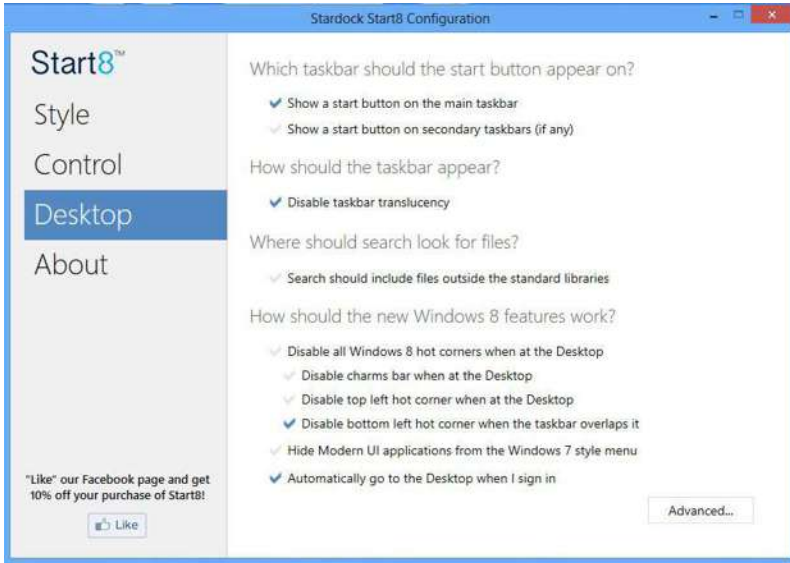 Stardock Start8 Configuration
Start8™
Style
Control
Desktop
About
"Like" our Facebook page and get
10% off your purchase of Start8!
Like
Which taskbar should the start button appear on?
Show a start button on the main taskbar
Show a start button on secondary taskbars (if any)
How should the taskbar appear?
Disable taskbar translucency
Where should search look for files?
Search should include files outside the standard libraries
How should the new Windows 8 features work?
Disable all Windows 8 hot corners when at the Desktop
Disable charms bar when at the Desktop
Disable top left hot corner when at the Desktop
Disable bottom left hot corner when the taskbar overlaps it
Hide Modern UI applications from the Windows 7 style menu
Automatically go to the Desktop when I sign in
Advanced...